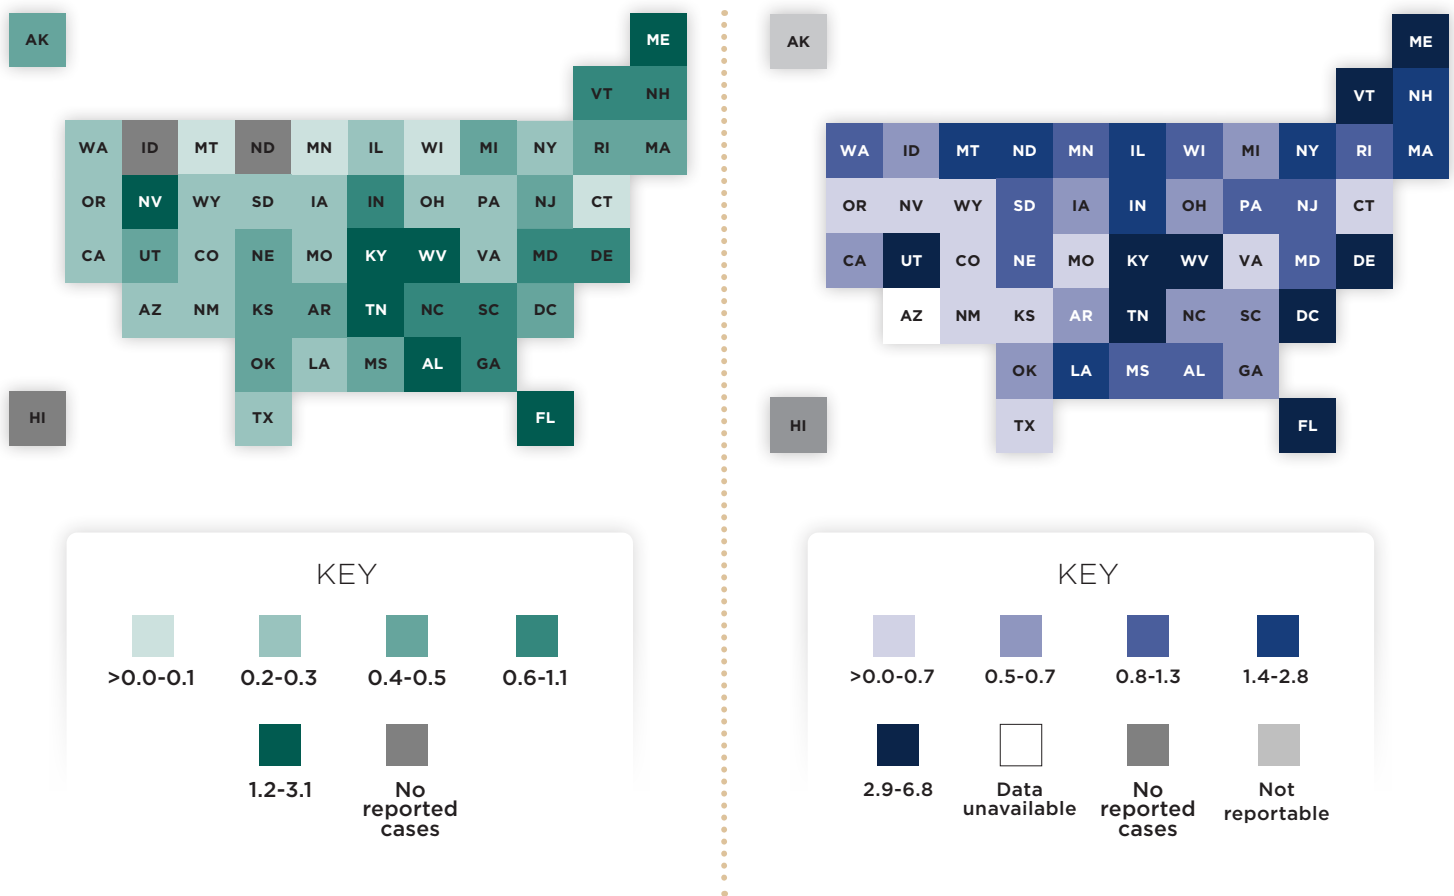 AK ME
VT NH
WA ID MT ND MN IL WI MI NY RI MA
OR NV WY SD IA IN OH PA NJ CT
CA UT CO NE MO KY WV VA MD DE
AZ NM KS AR TN NC SC DC
OK LA MS AL GA
HI TX FL
KEY
>0.0-0.1 0.2-0.3 0.4-0.5 0.6-1.1
1.2-3.1 No
reported
cases
AK ME
VT NH
WA ID MT ND MN IL WI MI NY RI MA
OR NV WY SD IA IN OH PA NJ CT
CA UT CO NE MO KY WV VA MD DE
AZ NM KS AR TN NC SC DC
OK LA MS AL GA
HI TX FL
KEY
>0.0-0.7 0.5-0.7 0.8-1.3 1.4-2.8
2.9-6.8 Data No Not
unavailable reported reportable
cases